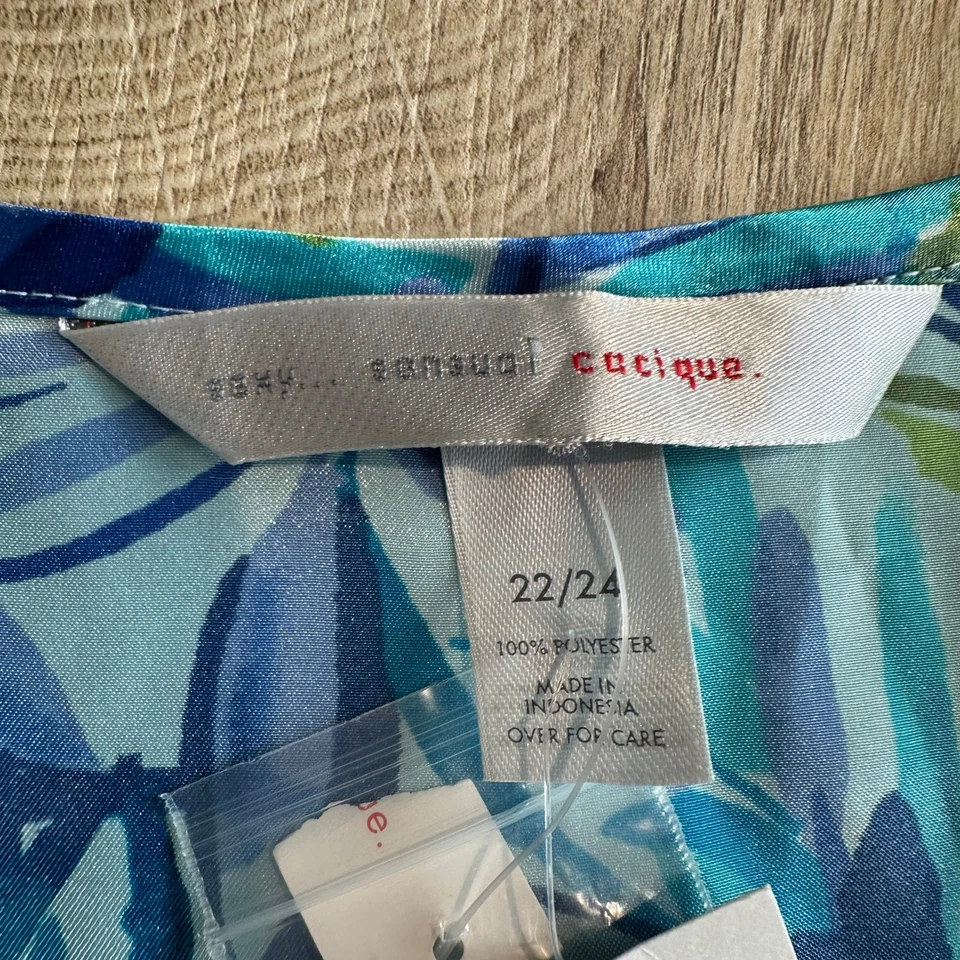 sexy... sensual cacique.
22/24
100% POLYESTER
MADE IN
INDONESIA
OVER FOR CARE
e.